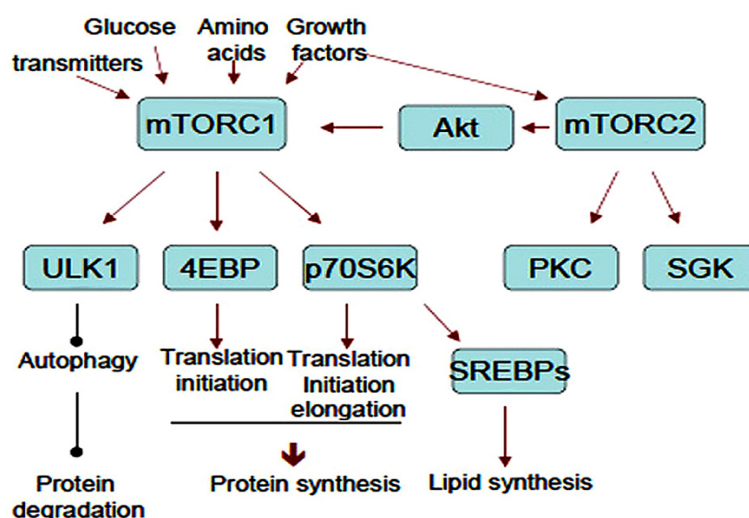 Glucose
Amino
acids
Growth
factors
transmitters
mTORC1
Akt
mTORC2
ULK1
4EBP
p70S6K
PKC
SGK
Autophagy
Translation
initiation
Translation
Initiation
elongation
SREBPs
Protein
degradation
Protein synthesis
Lipid synthesis